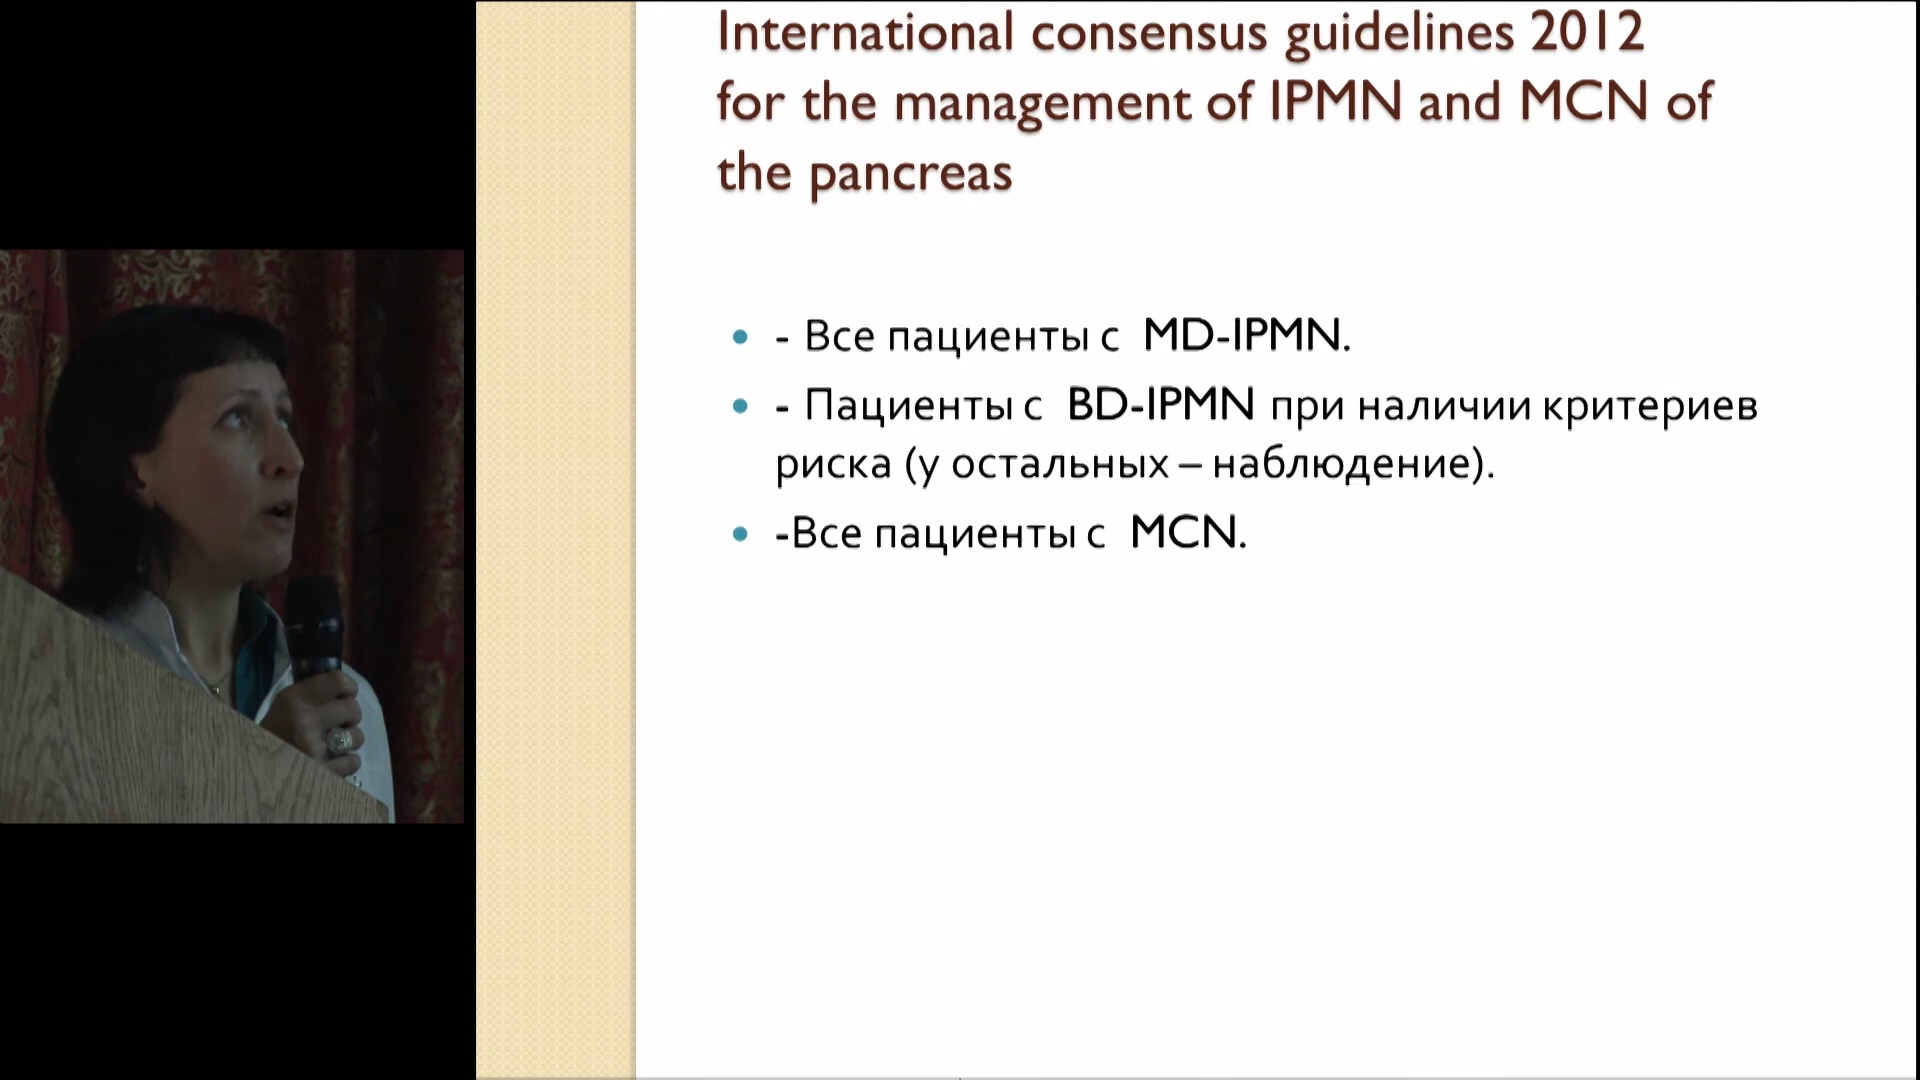 International consensus guidelines 2012
for the management of IPMN and MCN of
the pancreas
- Все пациенты с MD-IPMN.
- Пациенты с BD-IPMN при наличии критериев
риска (у остальных – наблюдение).
-Все пациенты с MCN.